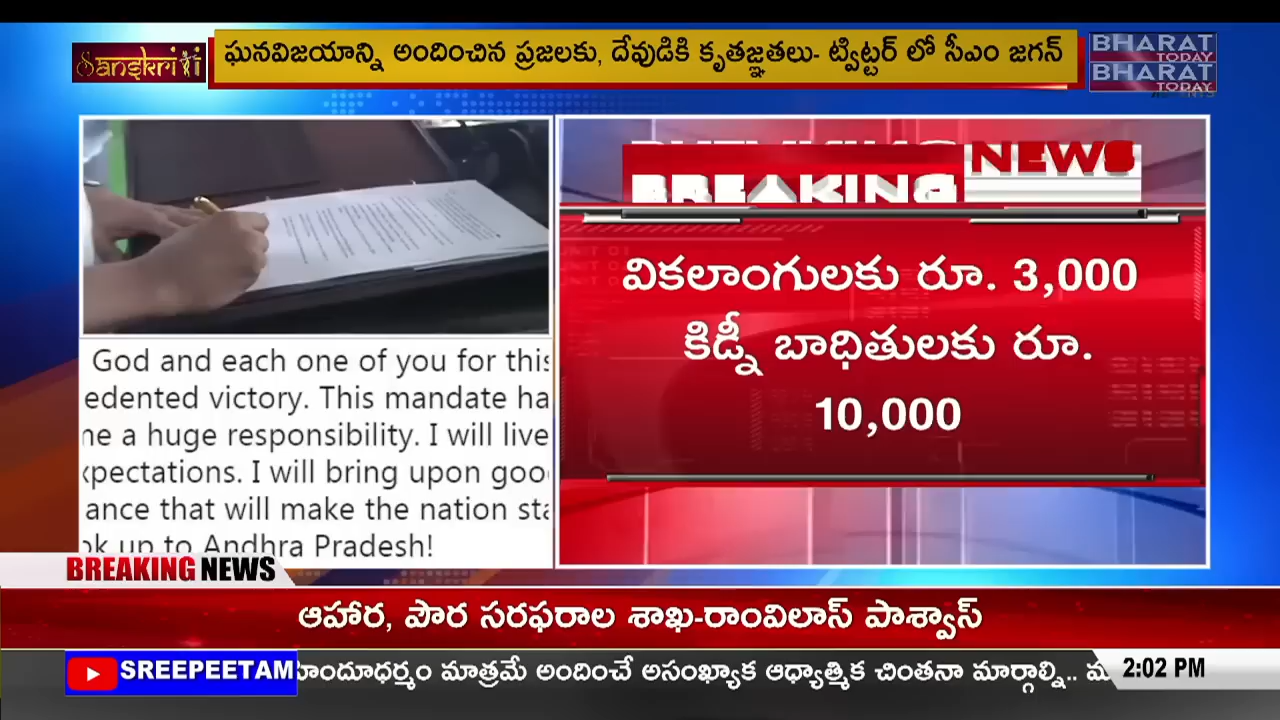 Sanskriti
ఘనవిజయాన్ని అందించిన ప్రజలకు, దేవుడికి కృతజ్ఞతలు- ట్విట్టర్ లో సీఎం జగన్
BHARAT
TODAY
BHARAT
TODAY
God and each one of you for this
edented victory. This mandate ha
ne a huge responsibility. I will live
xpectations. I will bring upon goo
ance that will make the nation sta
ok up to Andhra Pradesh!
BREAKING NEWS
వికలాంగులకు రూ. 3,000
కిడ్నీ బాధితులకు రూ.
10,000
BREAKING NEWS
ఆహార, పౌర సరఫరాల శాఖ-రాంవిలాస్ పాశ్వాస్
SREEPEETAM
హిందూధర్మం మాత్రమే అందించే అసంఖ్యాక ఆధ్యాత్మిక చింతనా మార్గాల్ని.. మ
2:02 PM